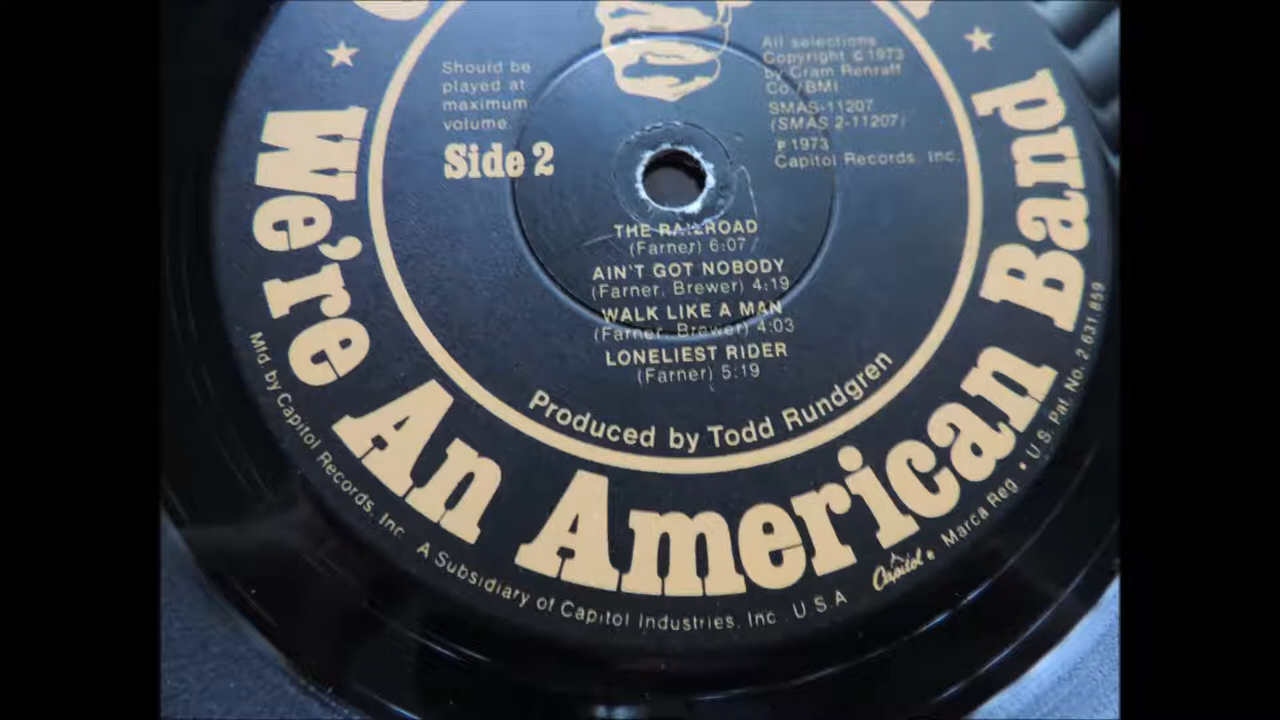 Should be
played at
maximum
volume.
Side 2
All selections
Copyright © 1973
by Cram Renraff
Co./BMI
SMAS-11207
(SMAS 2-11207)
℗ 1973
Capitol Records, Inc.
THE RAILROAD
(Farner) 6:07
AIN'T GOT NOBODY
(Farner, Brewer) 4:19
WALK LIKE A MAN
(Farner, Brewer) 4:03
LONELIEST RIDER
(Farner) 5:19
Produced by Todd Rundgren
We're An American Band
Mfd. by Capitol Records, Inc. A Subsidiary of Capitol Industries, Inc. U.S.A. Capitol® Marca Reg • U.S. Pat. No. 2,631,859